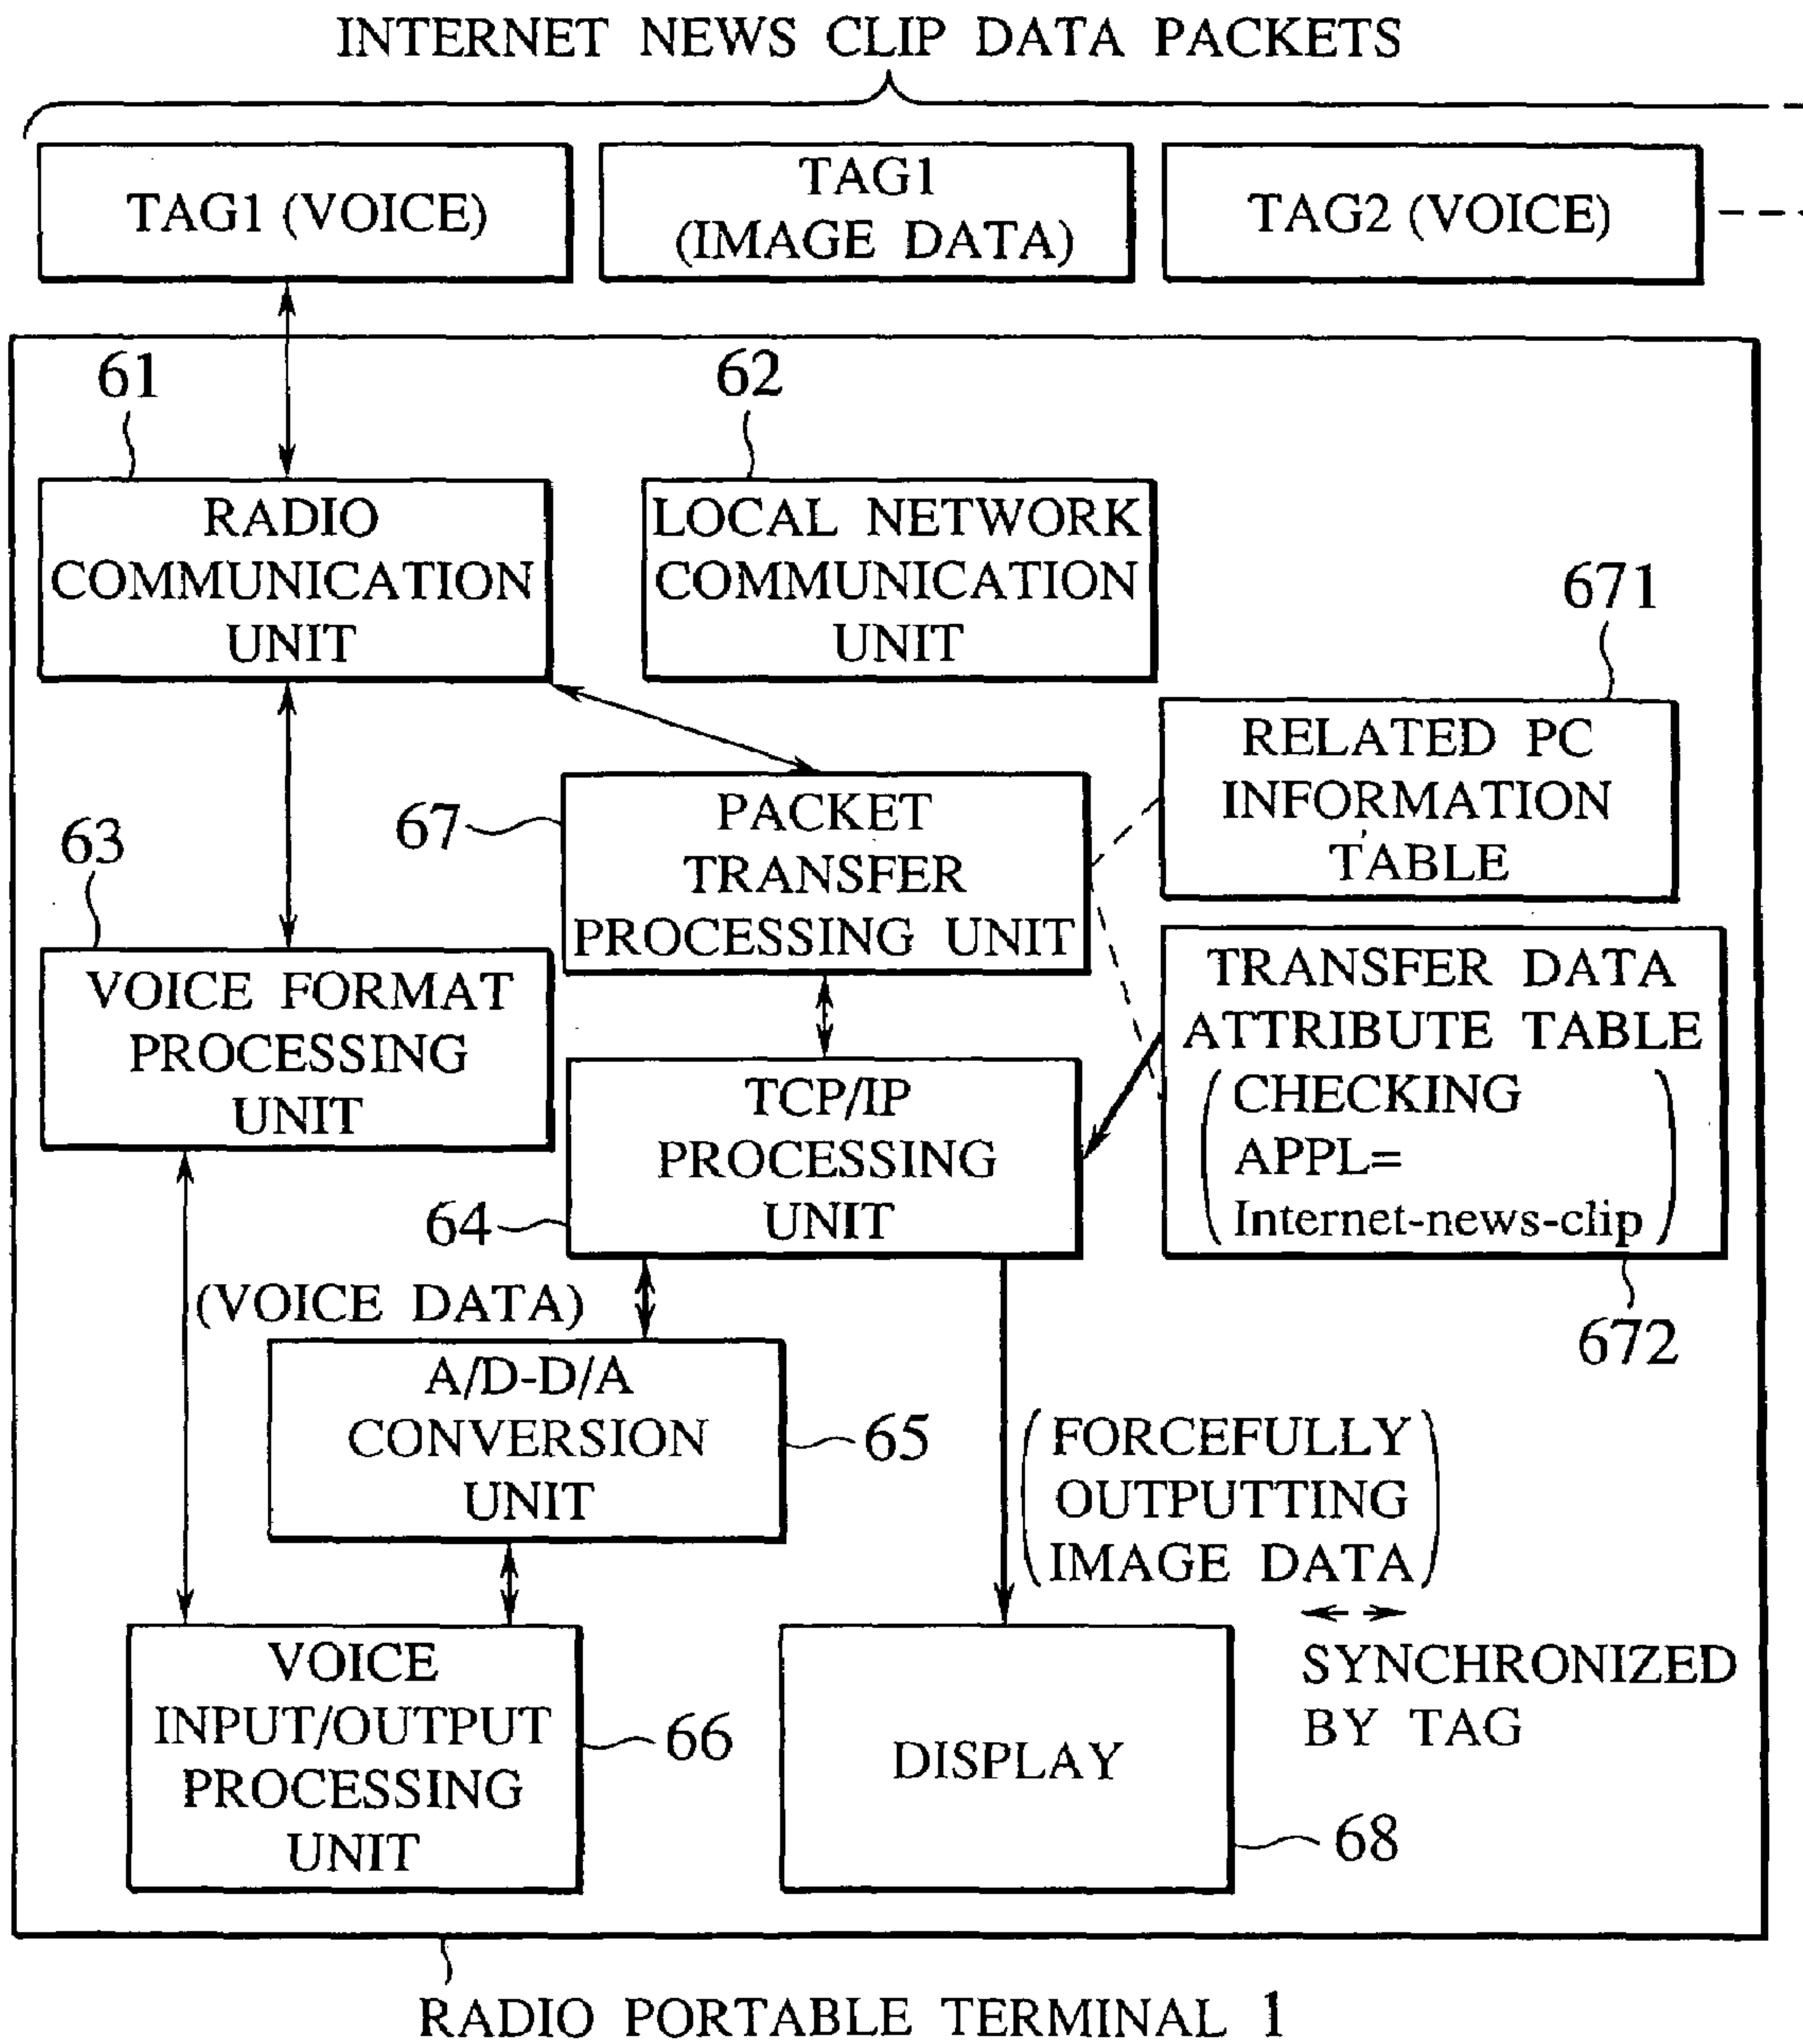 INTERNET NEWS CLIP DATA PACKETS
TAG1 (VOICE)
TAG1
(IMAGE DATA)
TAG2 (VOICE)
61
62
RADIO
COMMUNICATION
UNIT
LOCAL NETWORK
COMMUNICATION
UNIT
671
RELATED PC
INFORMATION
TABLE
67
PACKET
TRANSFER
PROCESSING UNIT
63
VOICE FORMAT
PROCESSING
UNIT
TRANSFER DATA
ATTRIBUTE TABLE
(CHECKING
APPL=
Internet-news-clip)
672
TCP/IP
PROCESSING
UNIT
64
(VOICE DATA)
A/D-D/A
CONVERSION
UNIT
65
(FORCEFULLY
OUTPUTTING
IMAGE DATA)
SYNCHRONIZED
BY TAG
VOICE
INPUT/OUTPUT
PROCESSING
UNIT
66
DISPLAY
68
RADIO PORTABLE TERMINAL 1